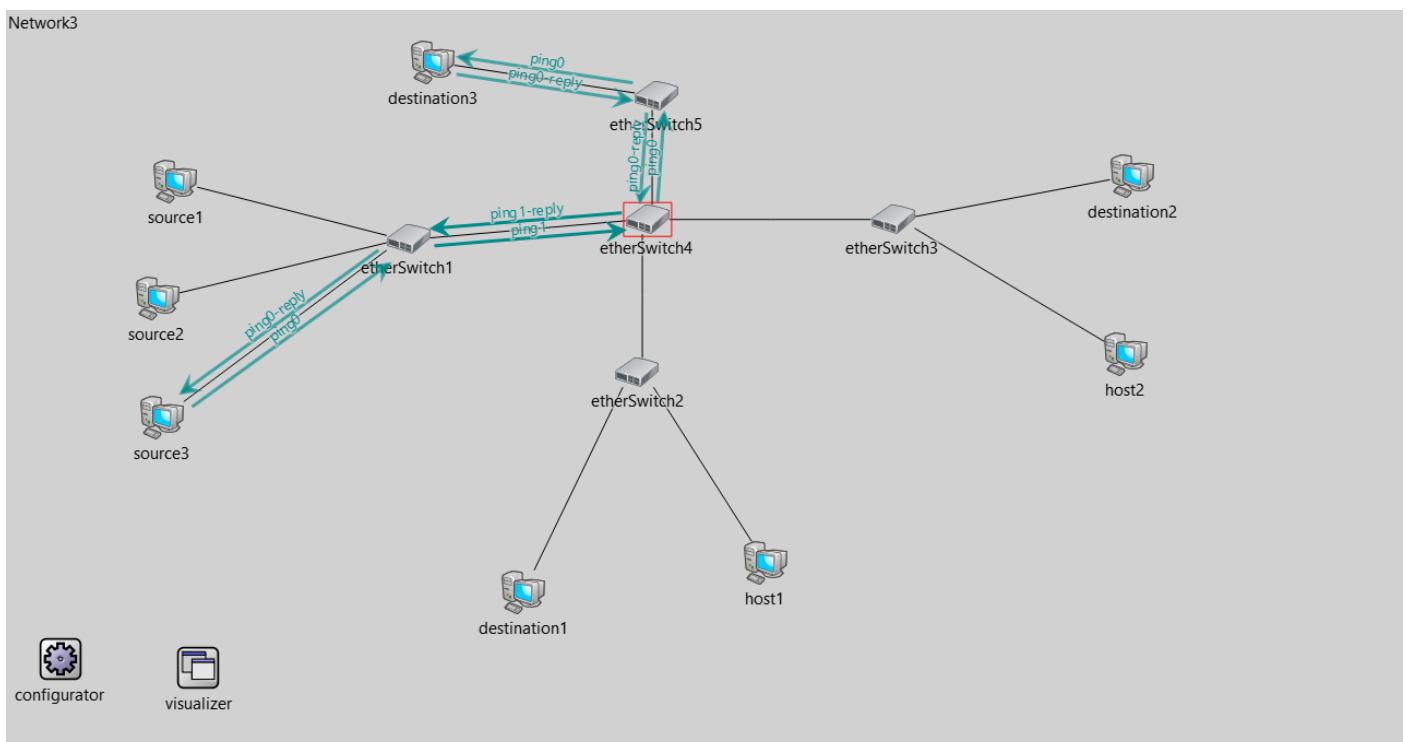 Network3
destination3
ping0
ping0-reply
etherSwitch5
ping0-reply
ping0
source1
destination2
ping1-reply
ping1
etherSwitch4
etherSwitch3
etherSwitch1
source2
ping0-reply
ping0
host2
etherSwitch2
source3
host1
destination1
configurator
visualizer